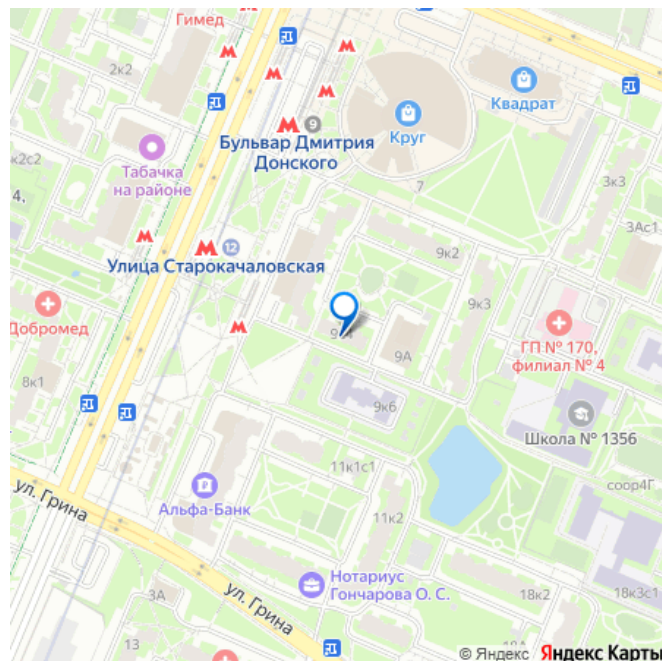 Гимед
2к2
Квадрат
9
Круг
Бульвар Дмитрия
Донского
Табачка
на районе
к2с2
7
3к3
4.
3Ас1
12
9к2
Улица Старокачаловская
9к3
Добромед
9А
ГП № 170,
филиал № 4
8к1
9к6
Школа № 1356
11к1с1
соор4Г
Альфа-Банк
ул. Грина
11к2
Нотариус
Гончарова О. С.
ул. Грина
3А
18к2
18к3с1
13
18А
© Яндекс Яндекс Карты